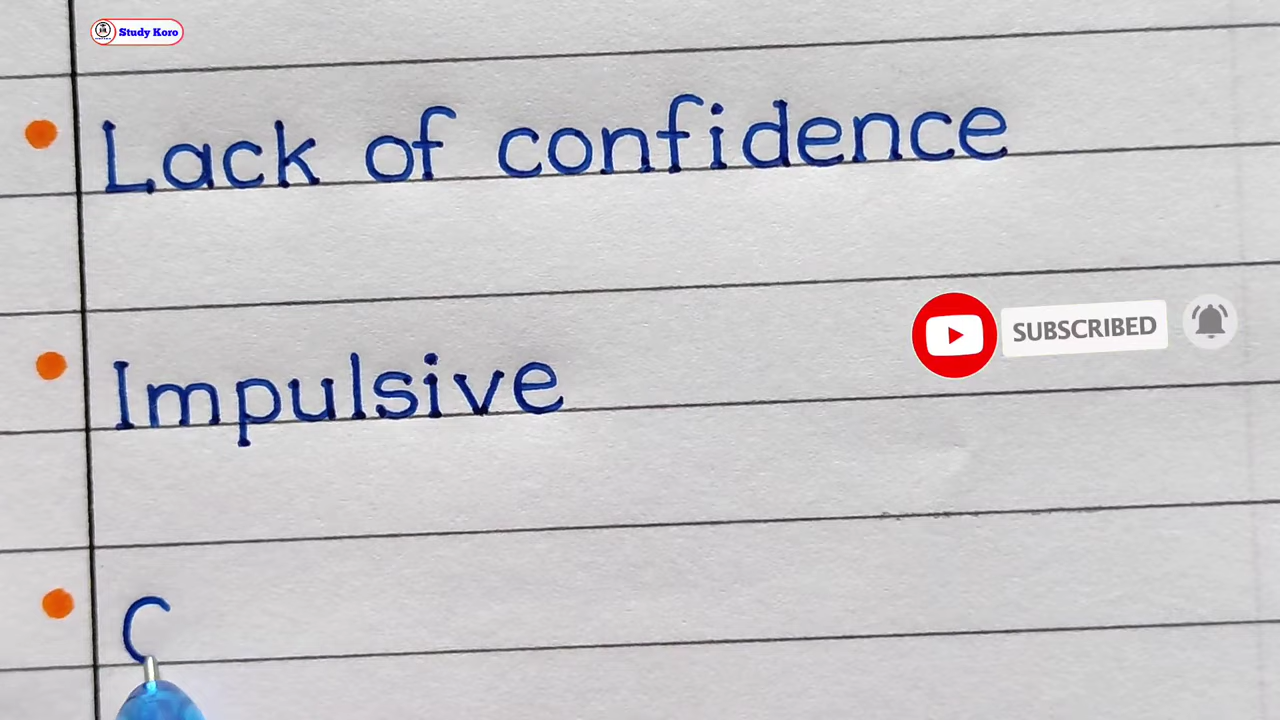 Study Koro
Lack of confidence
Impulsive
SUBSCRIBED
C